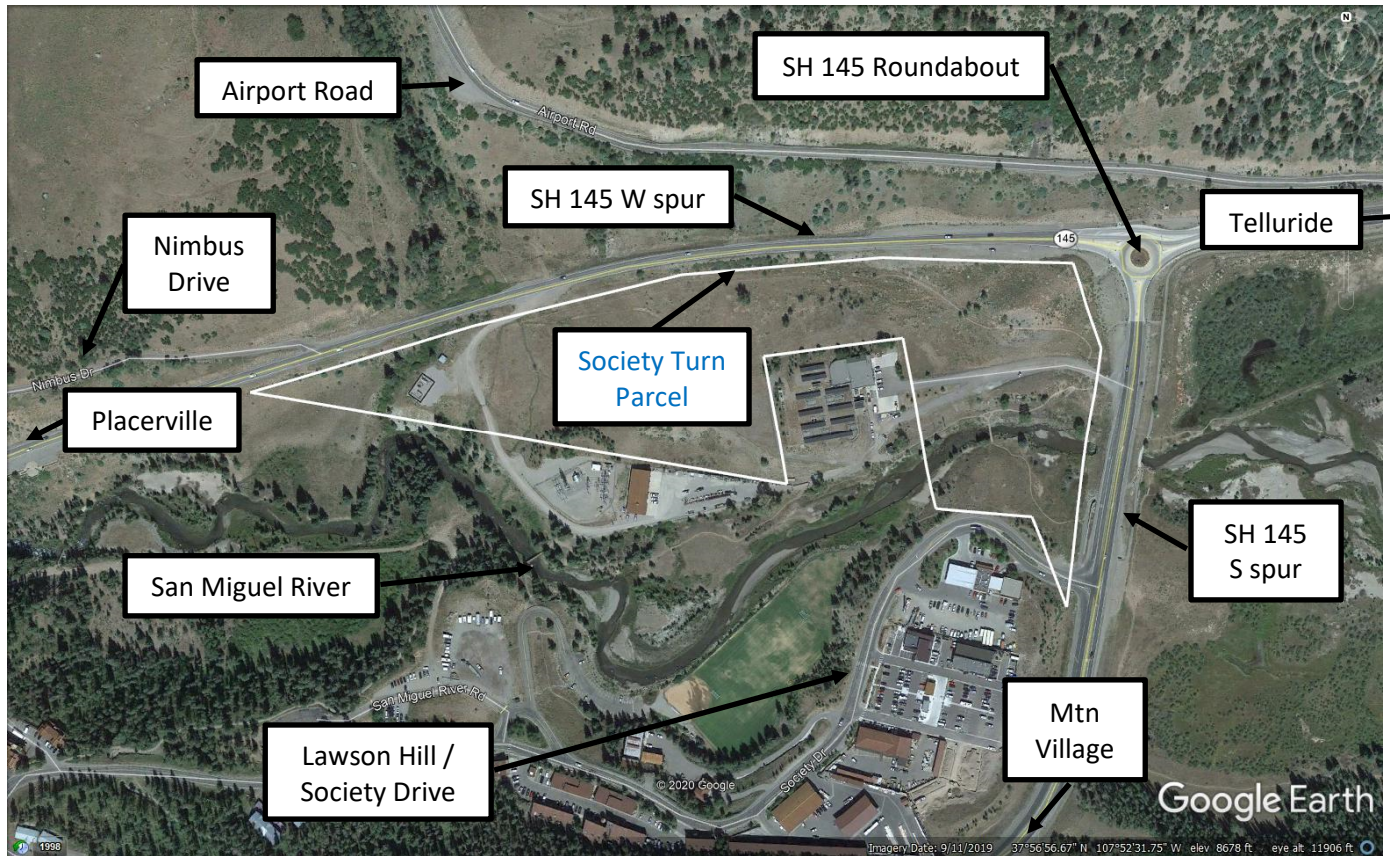 N
Airport Road
SH 145 Roundabout
Airport Rd
SH 145 W spur
Telluride
145
Nimbus
Drive
Society Turn
Parcel
Nimbus Dr
Placerville
SH 145
S spur
San Miguel River
San Miguel River Rd
Mtn
Village
Lawson Hill /
Society Drive
Society Dr
© 2020 Google
Google Earth
1998
Imagery Date: 9/11/2019 37°56'56.67" N 107°52'31.75" W elev 8678 ft eye alt 11906 ft